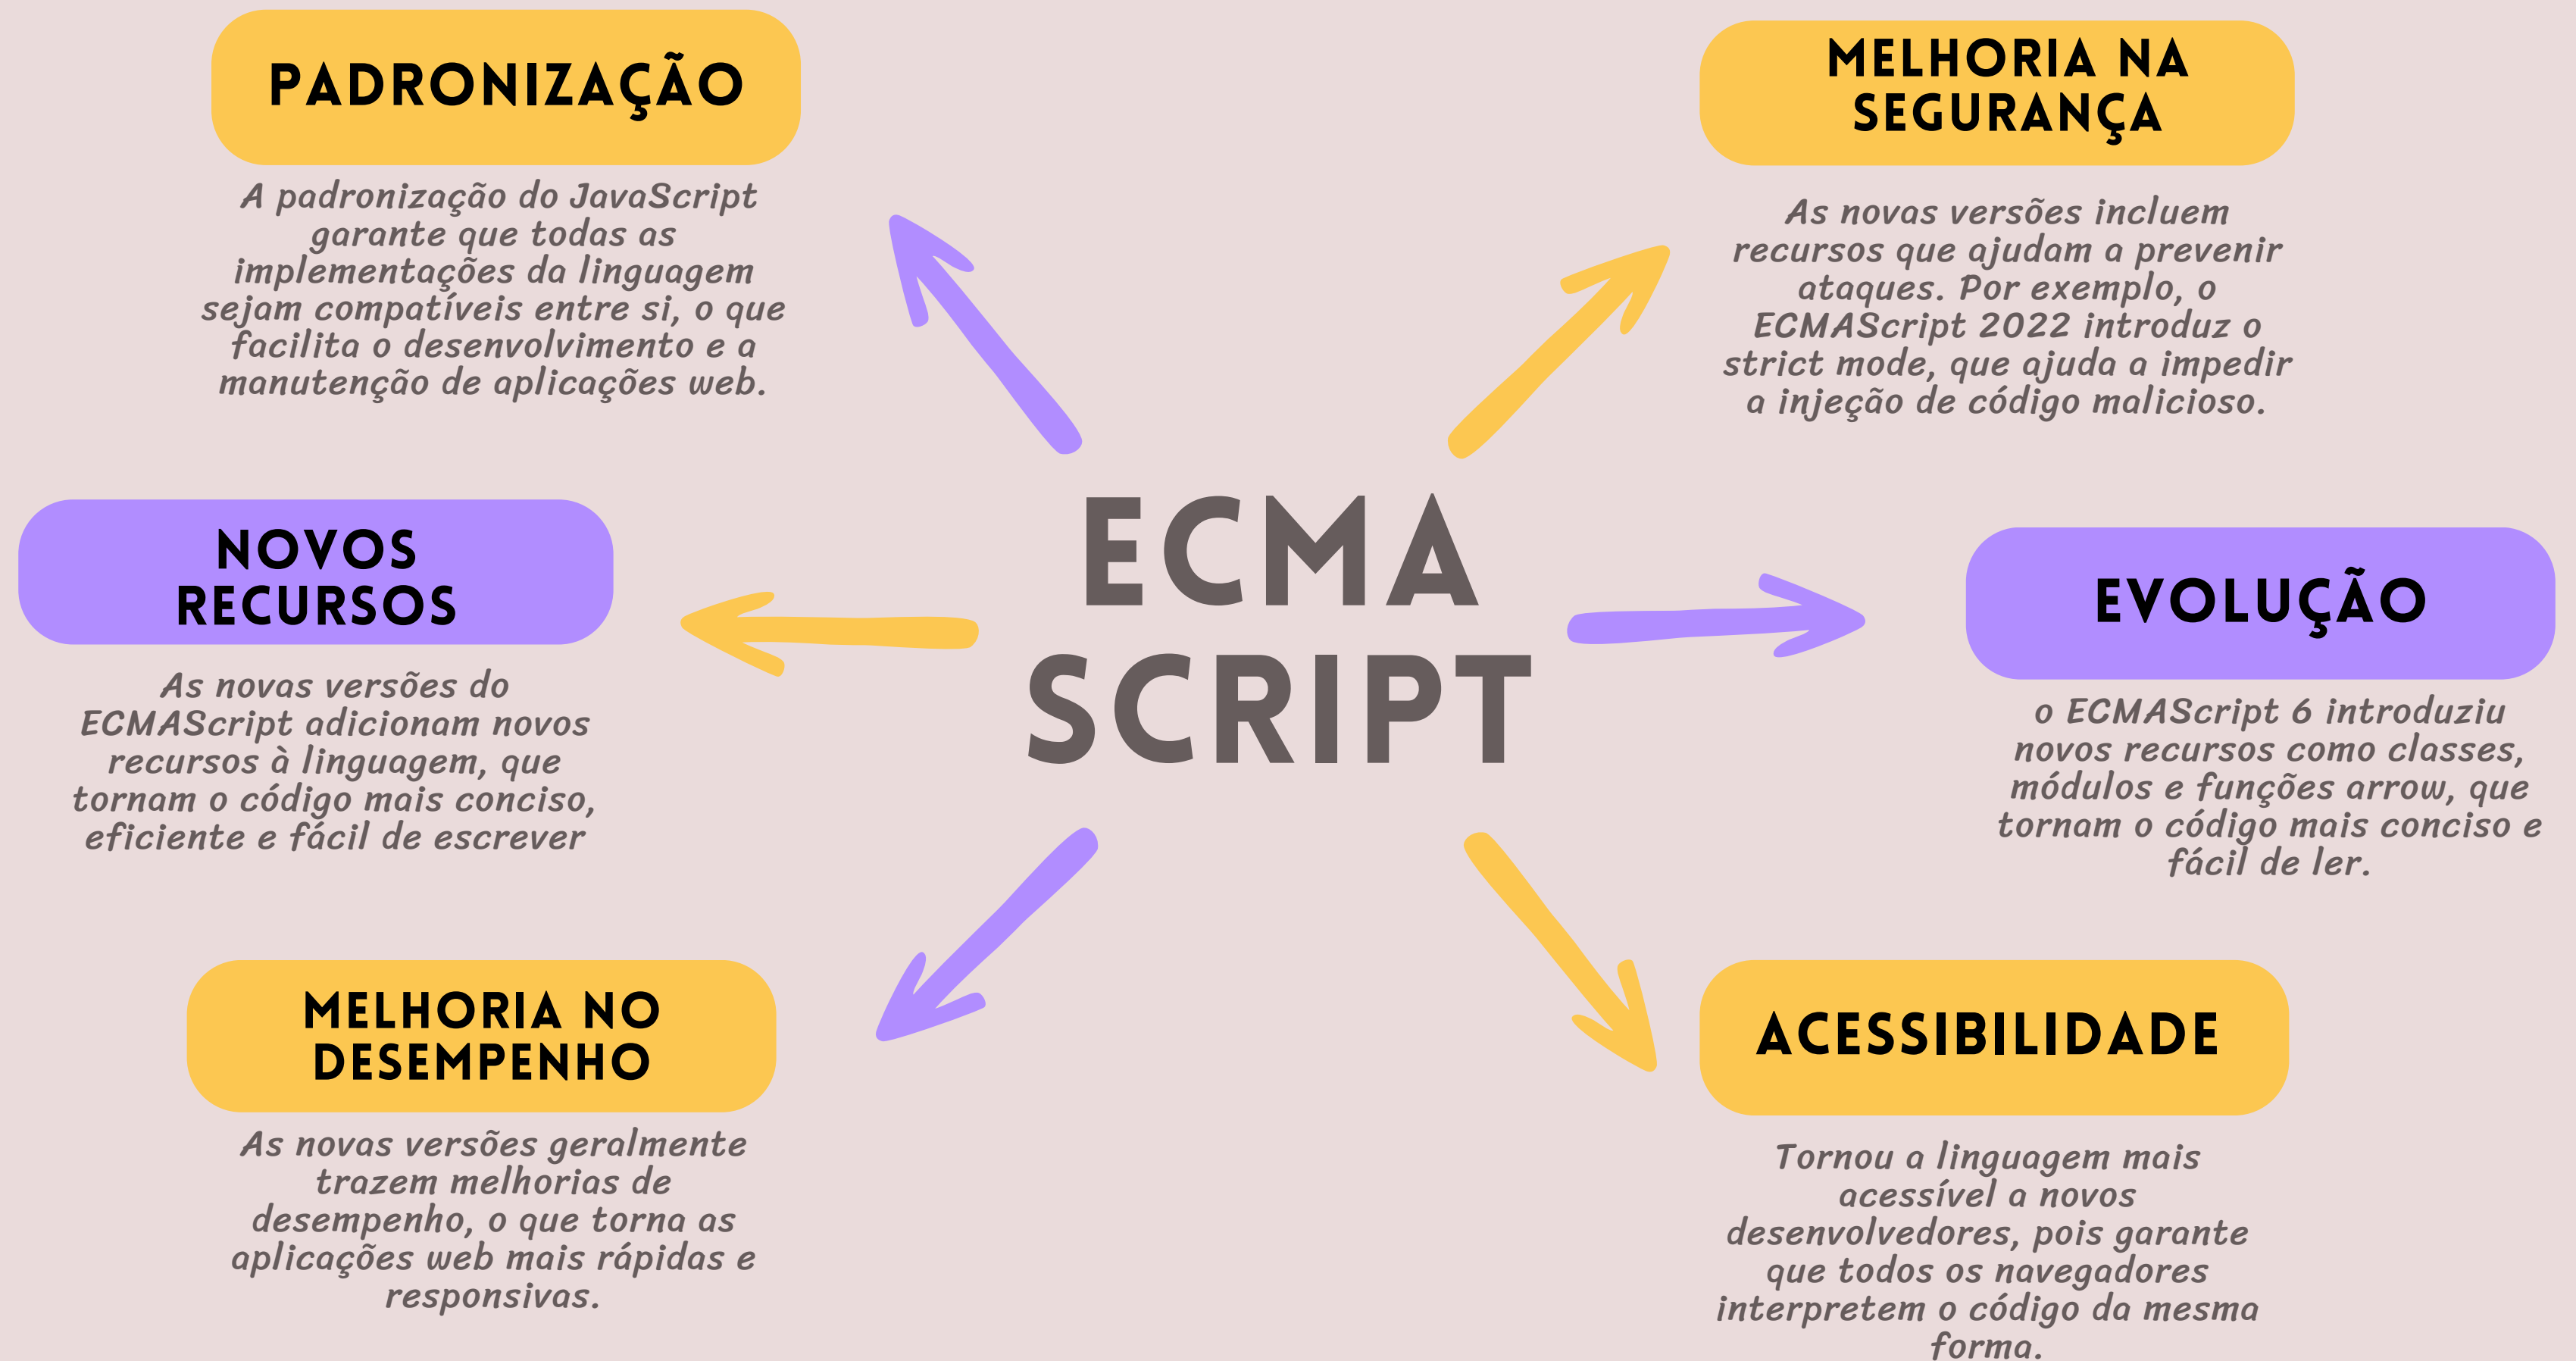 PADRONIZAÇÃO
A padronização do JavaScript
garante que todas as
implementações da linguagem
sejam compatíveis entre si, o que
facilita o desenvolvimento e a
manutenção de aplicações web.
MELHORIA NA
SEGURANÇA
As novas versões incluem
recursos que ajudam a prevenir
ataques. Por exemplo, o
ECMAScript 2022 introduz o
strict mode, que ajuda a impedir
a injeção de código malicioso.
ECMA
SCRIPT
NOVOS
RECURSOS
As novas versões do
ECMAScript adicionam novos
recursos à linguagem, que
tornam o código mais conciso,
eficiente e fácil de escrever
EVOLUÇÃO
o ECMAScript 6 introduziu
novos recursos como classes,
módulos e funções arrow, que
tornam o código mais conciso e
fácil de ler.
MELHORIA NO
DESEMPENHO
As novas versões geralmente
trazem melhorias de
desempenho, o que torna as
aplicações web mais rápidas e
responsivas.
ACESSIBILIDADE
Tornou a linguagem mais
acessível a novos
desenvolvedores, pois garante
que todos os navegadores
interpretem o código da mesma
forma.